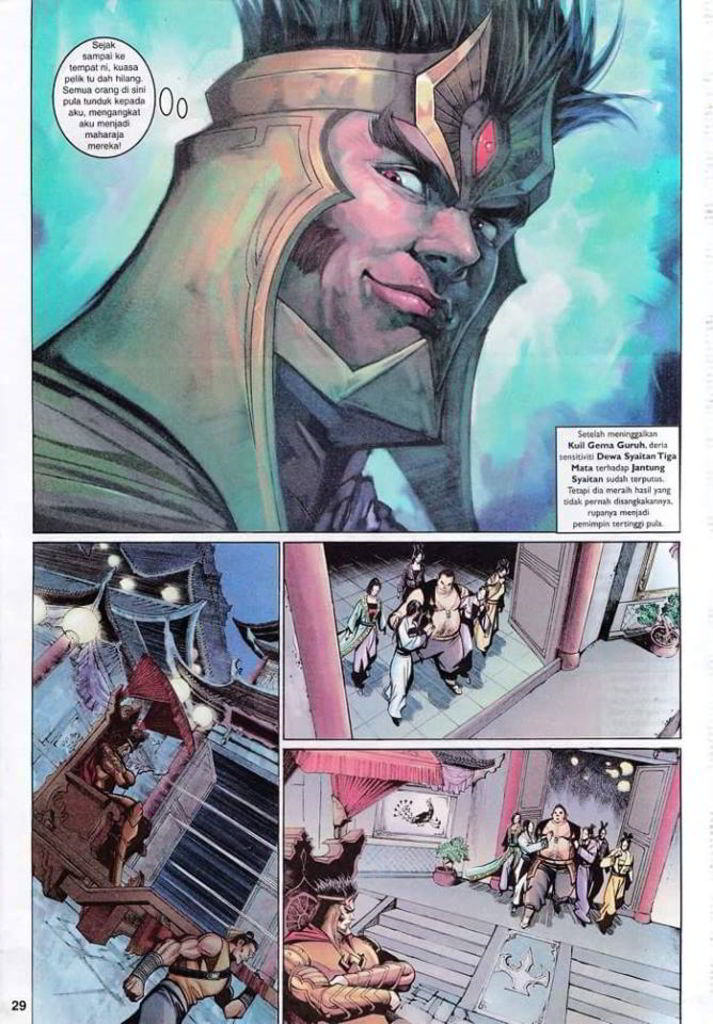 Sejak
sampai ke
tempat ni, kuasa
pelik tu dah hilang.
Semua orang di sini
pula tunduk kepada
aku, mengangkat
aku menjadi
maharaja
mereka!
Setelah meninggalkan
Kuil Gema Guruh, deria
sensitiviti Dewa Syaitan Tiga
Mata terhadap Jantung
Syaitan sudah terputus.
Tetapi dia meraih hasil yang
tidak pernah disangkakannya,
rupanya menjadi
pemimpin tertinggi pula.
29